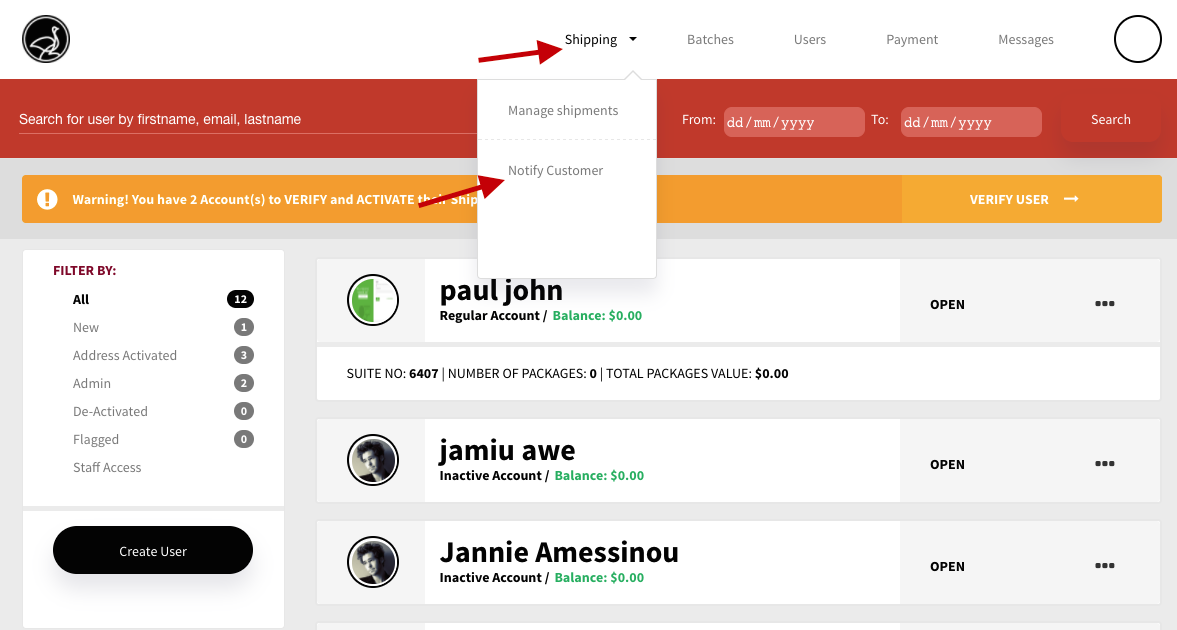 Shipping
Batches
Users
Payment
Messages
Manage shipments
Notify Customer
Search for user by firstname, email, lastname
From: dd/mm/yyyy To: dd/mm/yyyy Search
Warning! You have 2 Account(s) to VERIFY and ACTIVATE their Ship
VERIFY USER →
FILTER BY:
All 12
New 1
Address Activated 3
Admin 2
De-Activated 0
Flagged 0
Staff Access
Create User
paul john
Regular Account / Balance: $0.00
OPEN
SUITE NO: 6407 | NUMBER OF PACKAGES: 0 | TOTAL PACKAGES VALUE: $0.00
jamiu awe
Inactive Account / Balance: $0.00
OPEN
Jannie Amessinou
Inactive Account / Balance: $0.00
OPEN